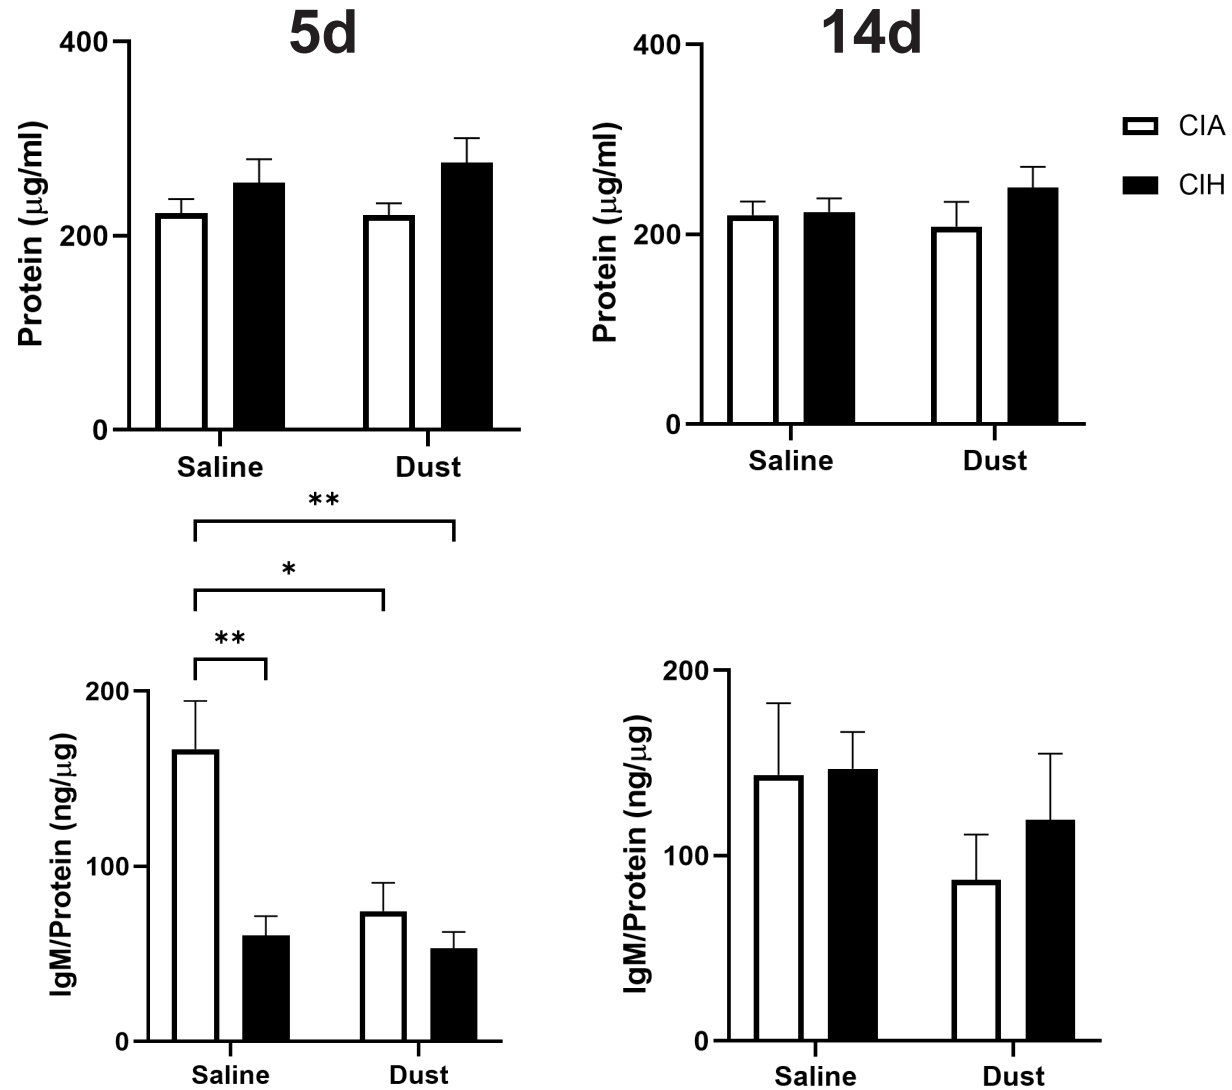 5d
14d
400
200
0
Protein (μg/ml)
Saline
Dust
400
200
0
Protein (μg/ml)
Saline
Dust
CIA
CIH
**
*
**
200
100
0
IgM/Protein (ng/μg)
Saline
Dust
200
100
0
IgM/Protein (ng/μg)
Saline
Dust